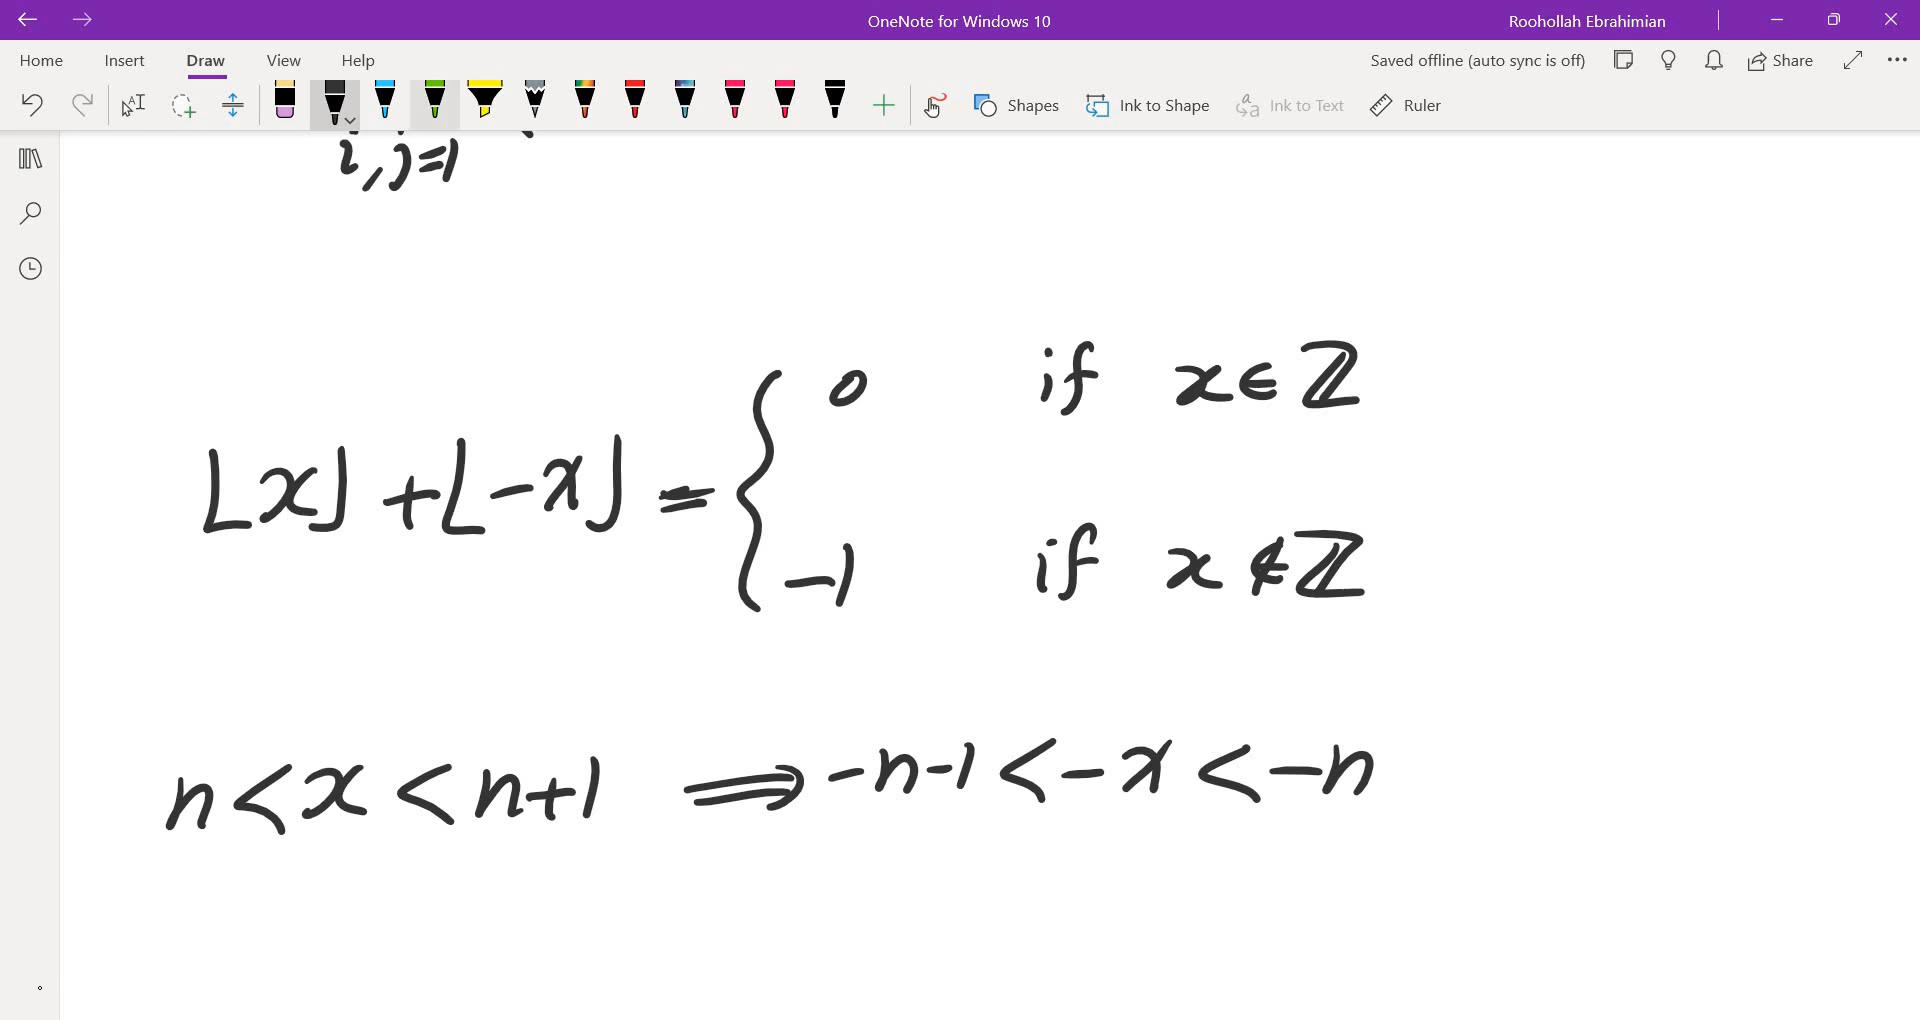 OneNote for Windows 10
Roohollah Ebrahimian
Home Insert Draw View Help
Saved offline (auto sync is off) Share
Shapes Ink to Shape Ink to Text Ruler
i,j=1
0 if x∈ℤ
⌊x⌋+⌊-x⌋={
-1 if x∉ℤ
n<x<n+1 ⟹ -n-1<-x<-n